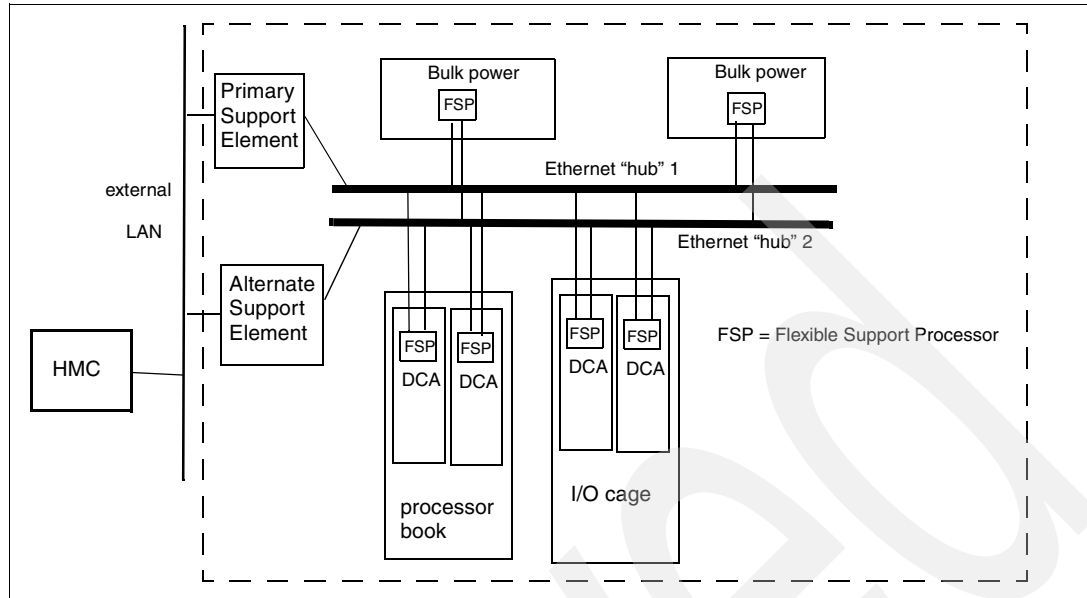 Bulk power
FSP
Bulk power
FSP
Primary
Support
Element
Ethernet “hub” 1
external
LAN
Ethernet “hub” 2
Alternate
Support
Element
HMC
FSP
DCA
FSP
DCA
processor
book
FSP
DCA
FSP
DCA
I/O cage
FSP = Flexible Support Processor